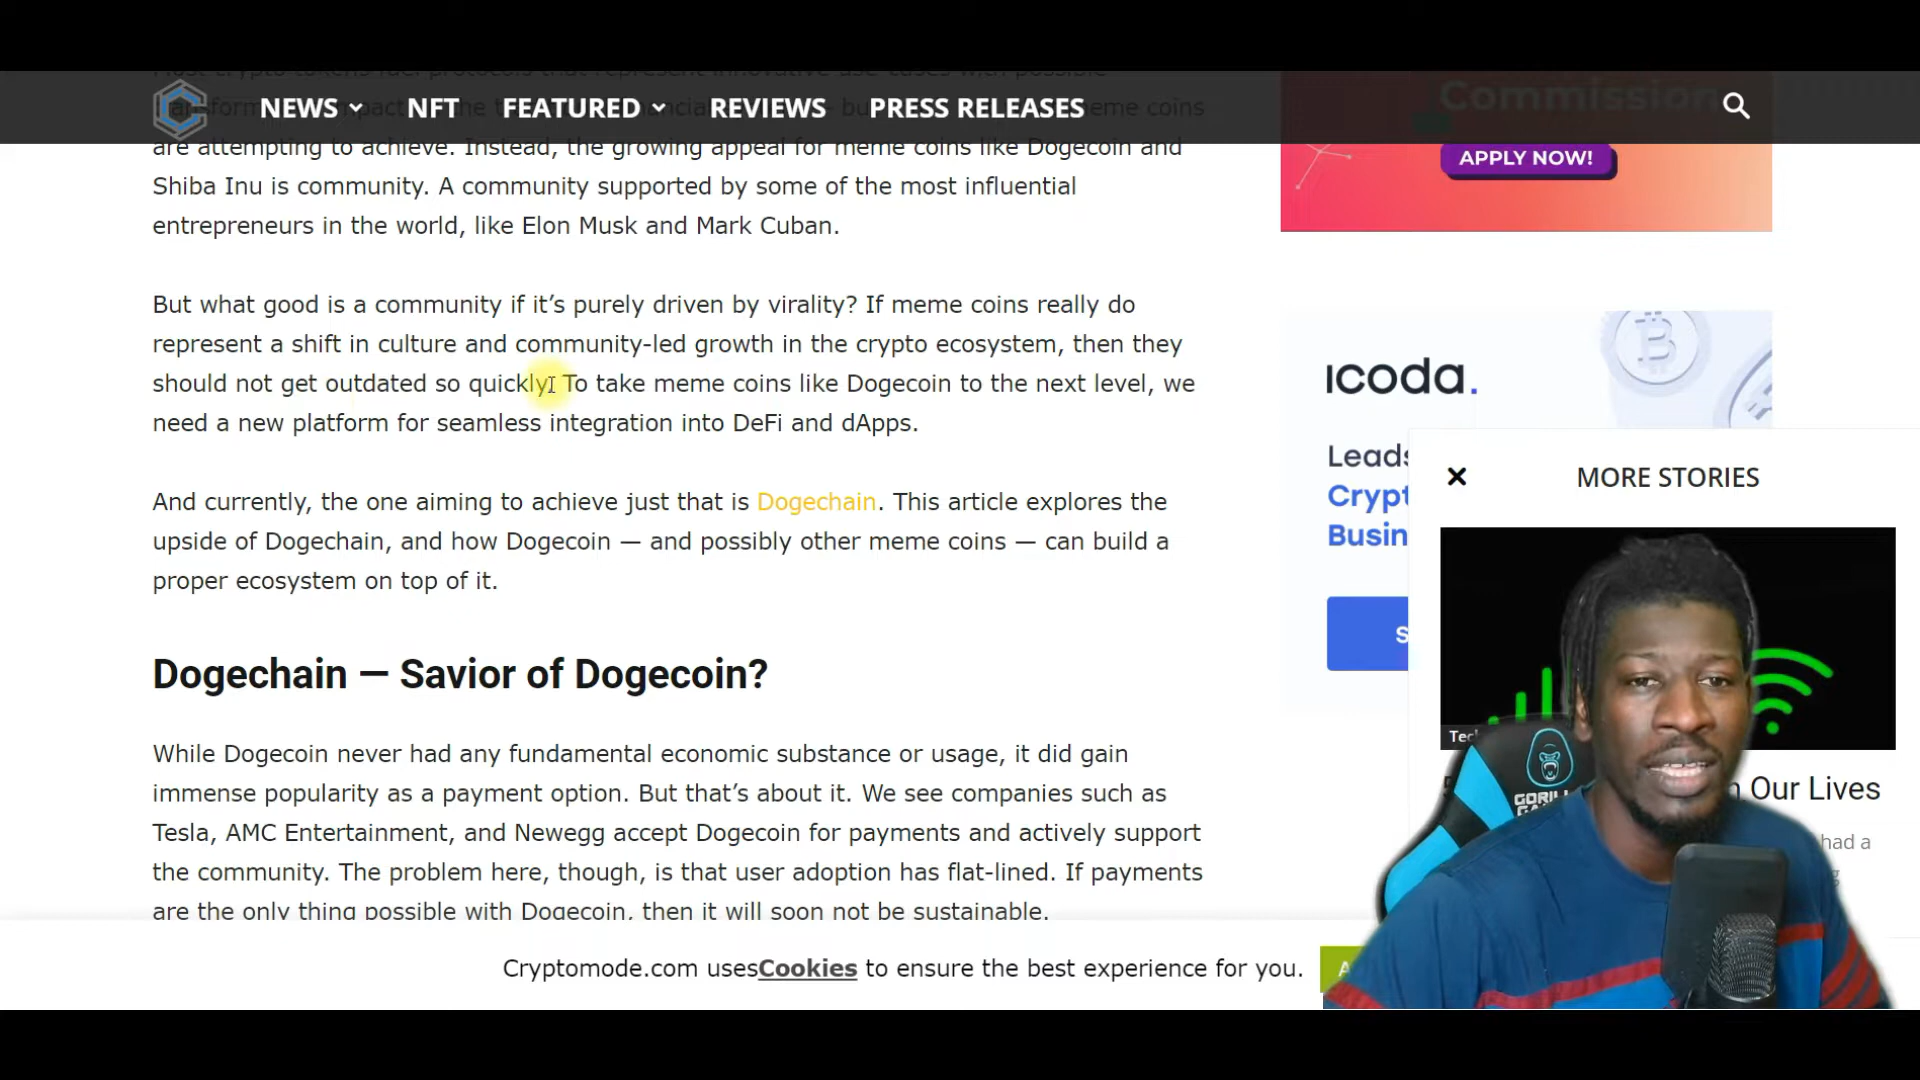 Commission
NEWS NFT FEATURED REVIEWS PRESS RELEASES
APPLY NOW!
are attempting to achieve. Instead, the growing appeal for meme coins like Dogecoin and
Shiba Inu is community. A community supported by some of the most influential
entrepreneurs in the world, like Elon Musk and Mark Cuban.
But what good is a community if it’s purely driven by virality? If meme coins really do
represent a shift in culture and community-led growth in the crypto ecosystem, then they
should not get outdated so quickly. To take meme coins like Dogecoin to the next level, we
need a new platform for seamless integration into DeFi and dApps.
And currently, the one aiming to achieve just that is Dogechain. This article explores the
upside of Dogechain, and how Dogecoin — and possibly other meme coins — can build a
proper ecosystem on top of it.
Dogechain — Savior of Dogecoin?
While Dogecoin never had any fundamental economic substance or usage, it did gain
immense popularity as a payment option. But that’s about it. We see companies such as
Tesla, AMC Entertainment, and Newegg accept Dogecoin for payments and actively support
the community. The problem here, though, is that user adoption has flat-lined. If payments
are the only thing possible with Dogecoin, then it will soon not be sustainable.
ICODA.
Leads
Crypt
Busin
S
MORE STORIES
Tec
Our Lives
had a
GORILL
Cryptomode.com usesCookies to ensure the best experience for you.